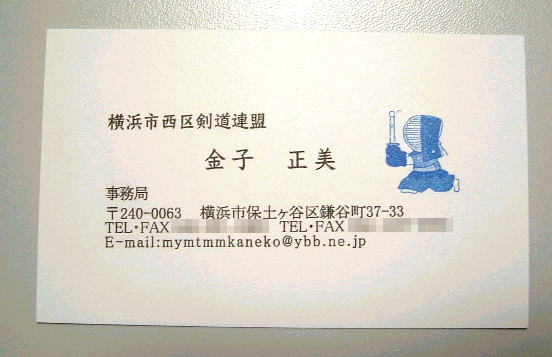 横浜市西区剣道連盟
金子 正美
事務局
〒240-0063 横浜市保土ヶ谷区鎌谷町37-33
TEL・FAX TEL・FAX
E-mail:mymtmmkaneko@ybb.ne.jp